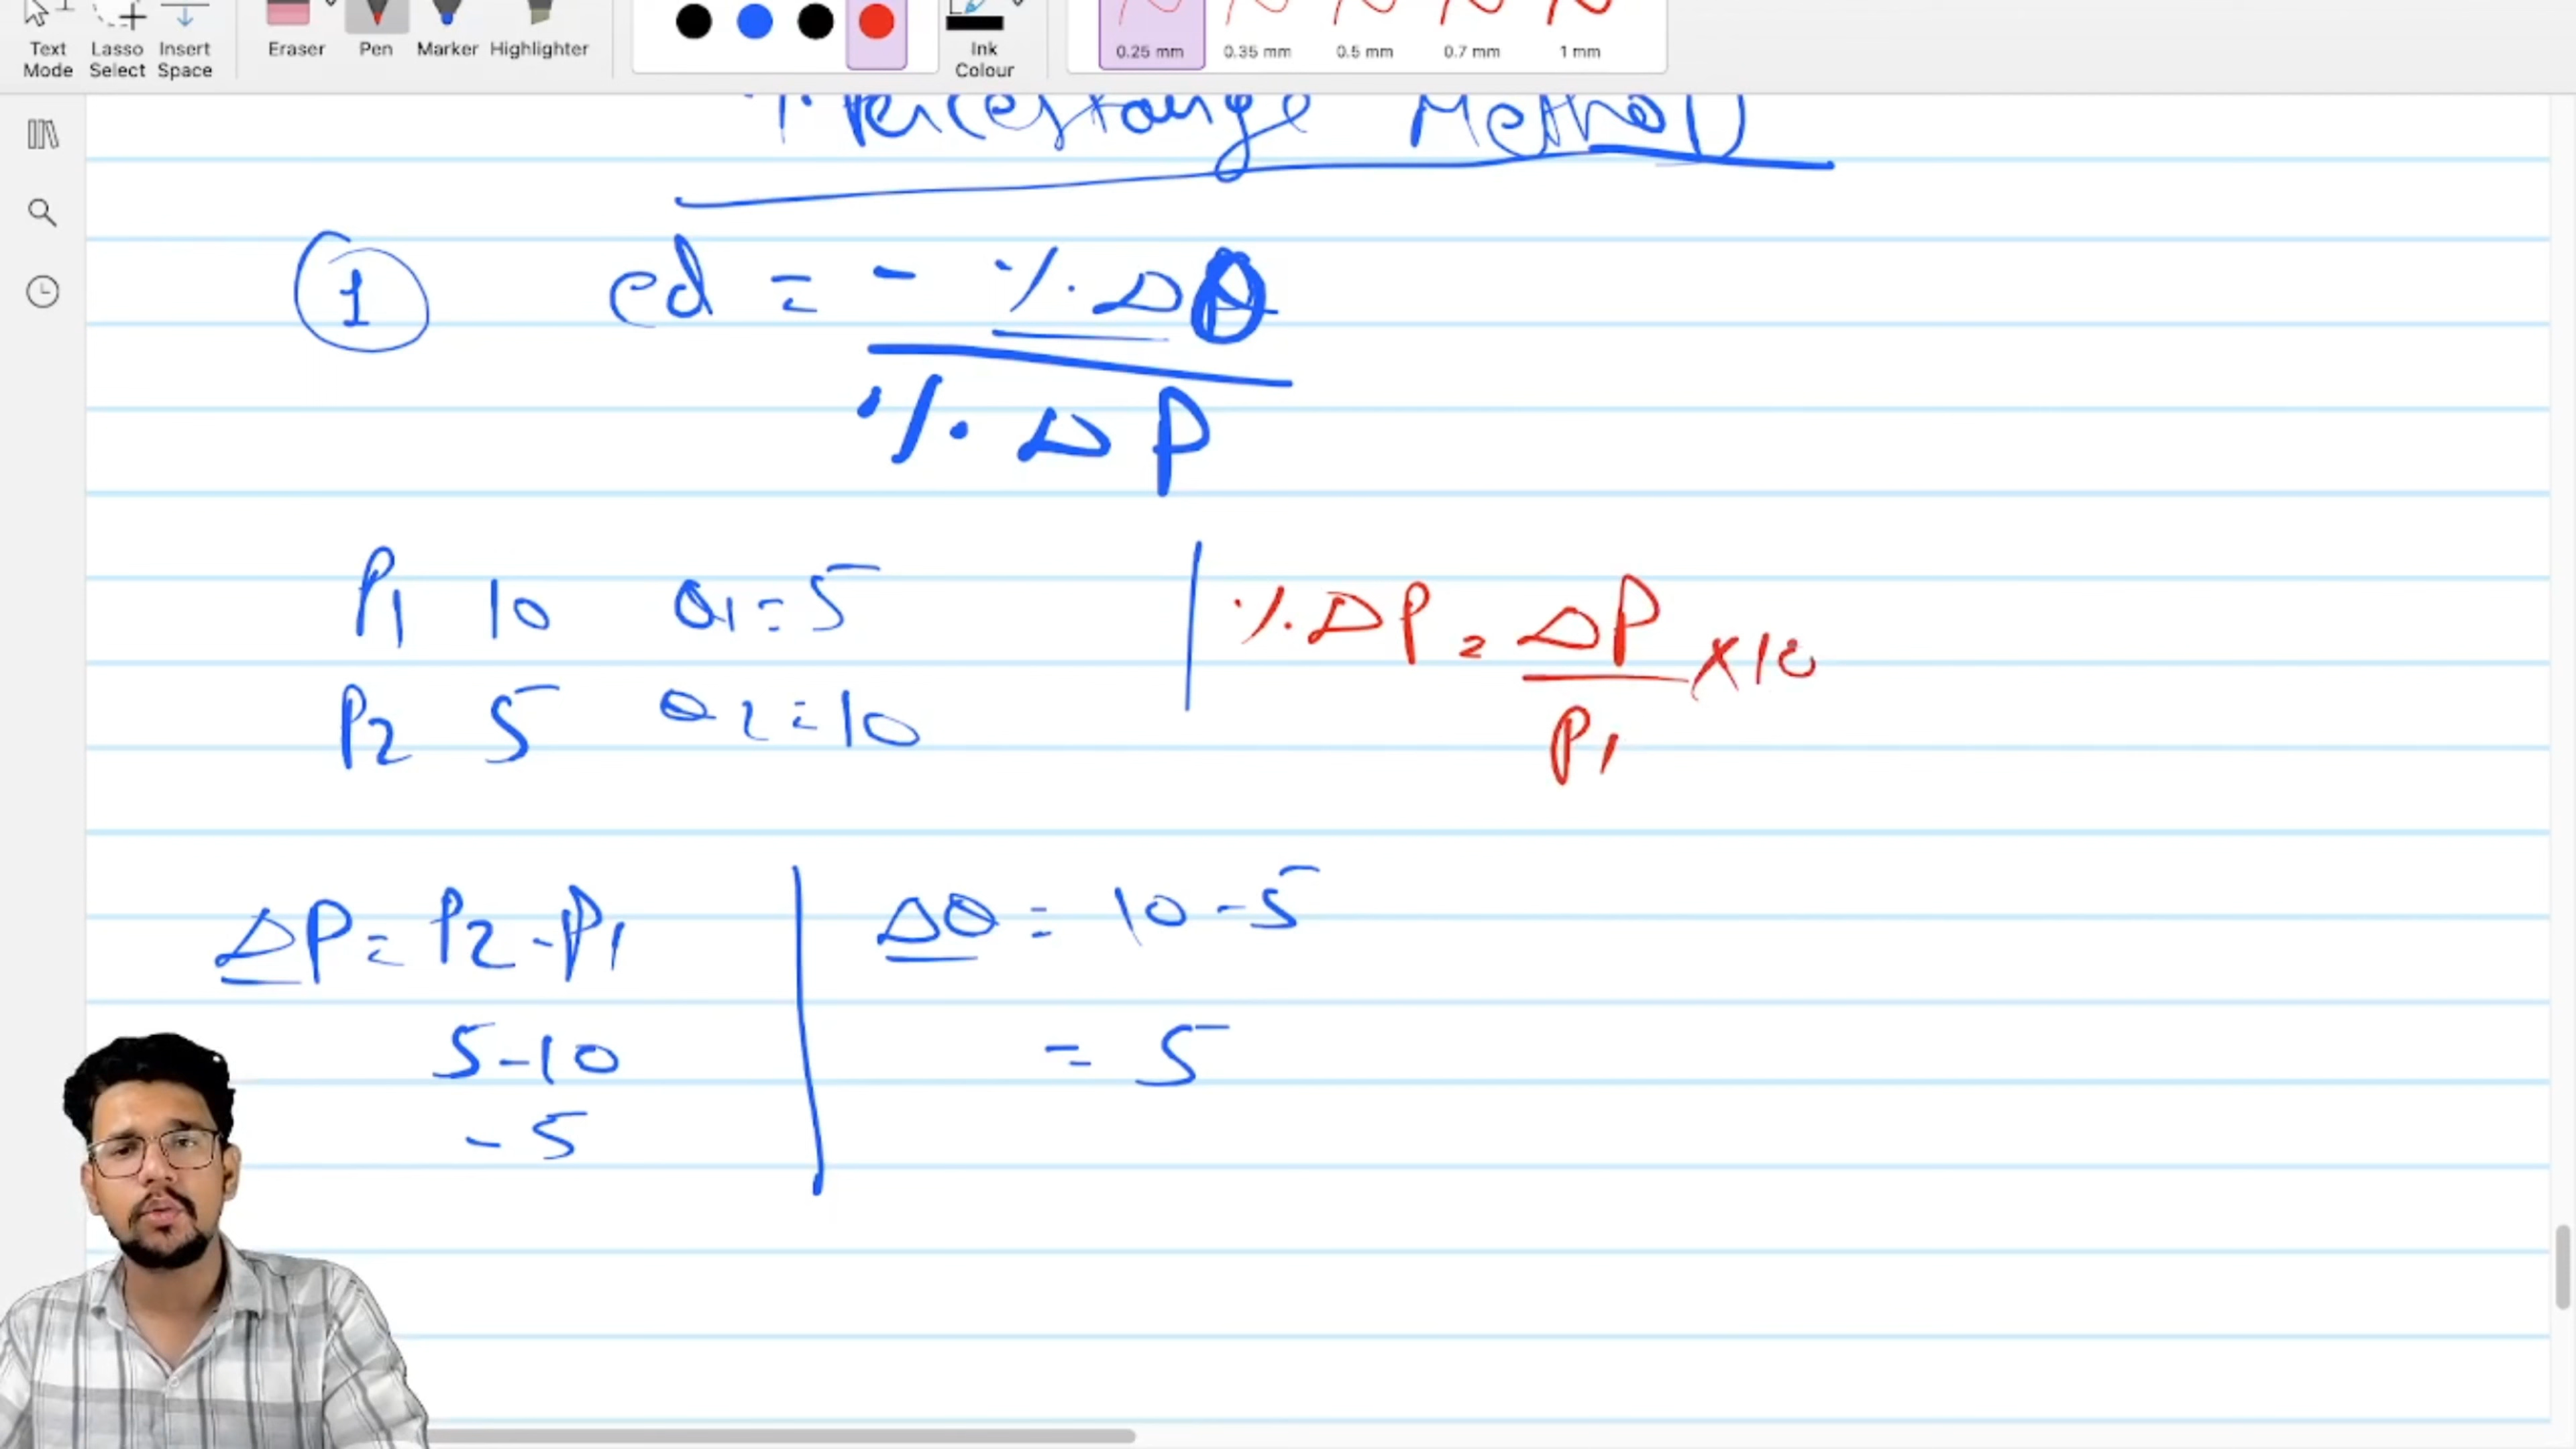 Text Mode
Lasso Select
Insert Space
Eraser
Pen
Marker
Highlighter
Ink Colour
0.25 mm
0.35 mm
0.5 mm
0.7 mm
1 mm
Percentange Method
1 ed = - % ΔQ
% ΔP
P1 10 Q1 = 5
P2 5 Q2 = 10
% ΔP = ΔP × 10
P1
ΔP = P2 - P1
5 - 10
- 5
ΔQ = 10 - 5
= 5